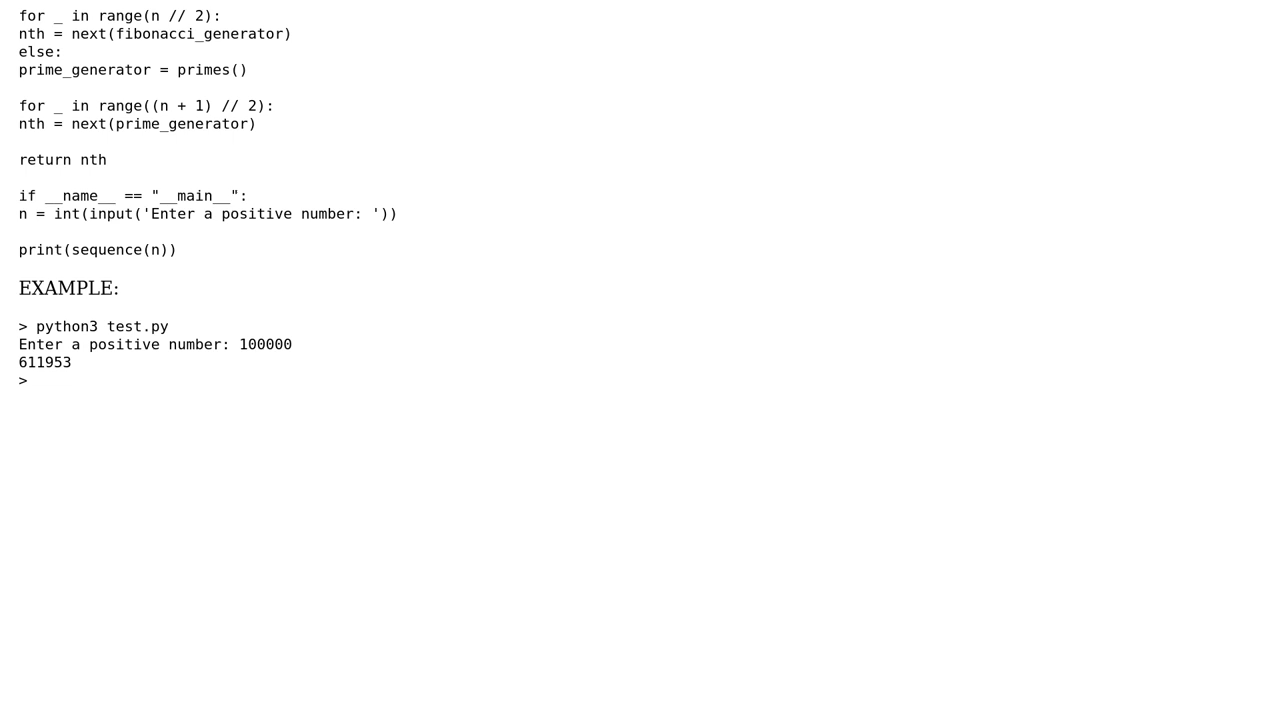 for _ in range(n // 2):
nth = next(fibonacci_generator)
else:
prime_generator = primes()
for _ in range((n + 1) // 2):
nth = next(prime_generator)
return nth
if __name__ == "__main__":
n = int(input('Enter a positive number: '))
print(sequence(n))
EXAMPLE:
> python3 test.py
Enter a positive number: 100000
611953
>